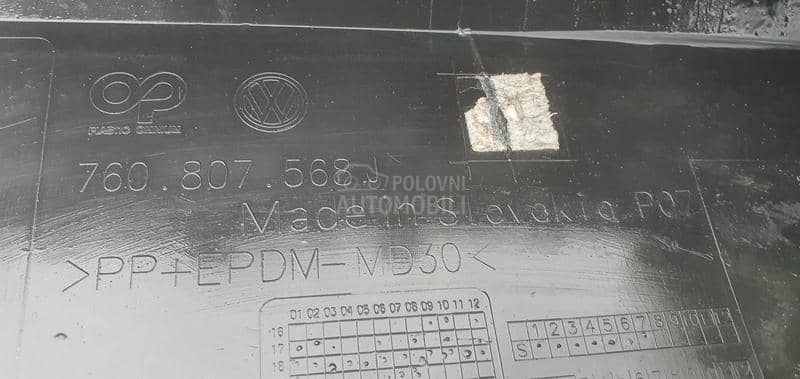 PLASTIC OMNIUM
760.807.568 J
POLOVNI
AUTOMOBILI
Made in Slovakia P07
>PP+EPDM-MD30<
01 02 03 04 05 06 07 08 09 10 11 12
16
17
18
1 2 3 4 5 6 7 8 9
S